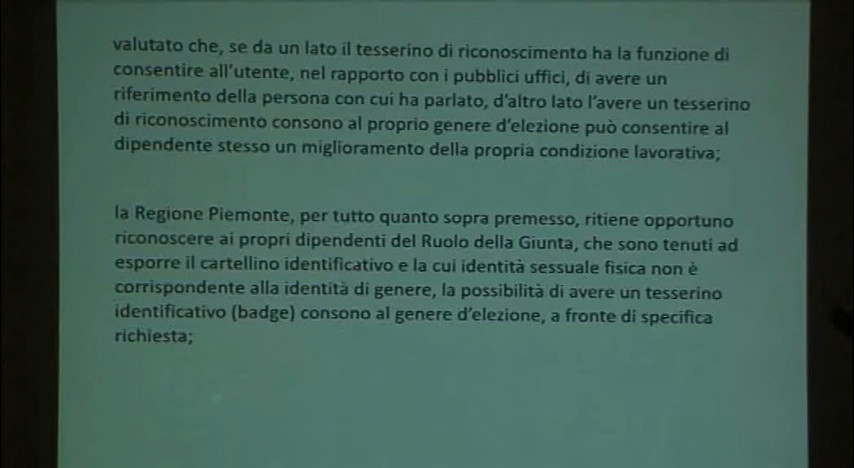 valutato che, se da un lato il tesserino di riconoscimento ha la funzione di
consentire all'utente, nel rapporto con i pubblici uffici, di avere un
riferimento della persona con cui ha parlato, d'altro lato l'avere un tesserino
di riconoscimento consono al proprio genere d'elezione può consentire al
dipendente stesso un miglioramento della propria condizione lavorativa;
la Regione Piemonte, per tutto quanto sopra premesso, ritiene opportuno
riconoscere ai propri dipendenti del Ruolo della Giunta, che sono tenuti ad
esporre il cartellino identificativo e la cui identità sessuale fisica non è
corrispondente alla identità di genere, la possibilità di avere un tesserino
identificativo (badge) consono al genere d'elezione, a fronte di specifica
richiesta;